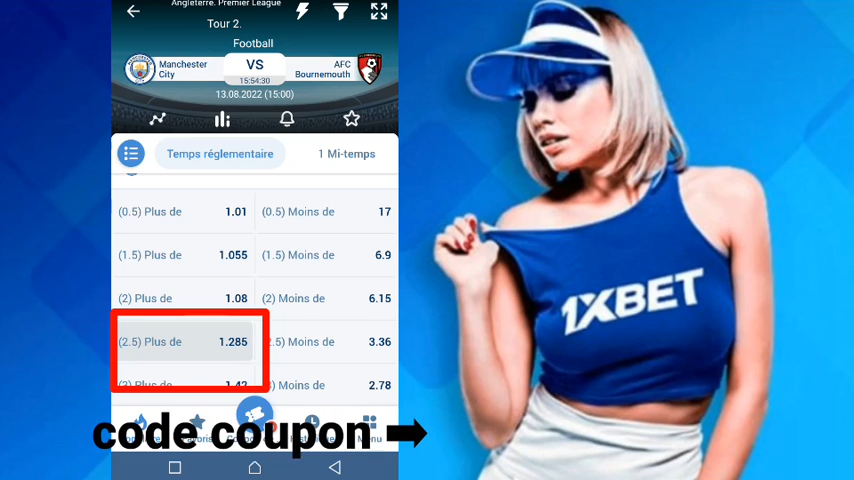 Angleterre. Premier League
Tour 2.
Football
Manchester City
VS
AFC Bournemouth
15:54:30
13.08.2022 (15:00)
Temps réglementaire
1 Mi-temps
(0.5) Plus de 1.01 (0.5) Moins de 17
(1.5) Plus de 1.055 (1.5) Moins de 6.9
(2) Plus de 1.08 (2) Moins de 6.15
(2.5) Plus de 1.285 2.5) Moins de 3.36
(3) Plus de 1.42 Moins de 2.78
code coupon
Menu
1XBET